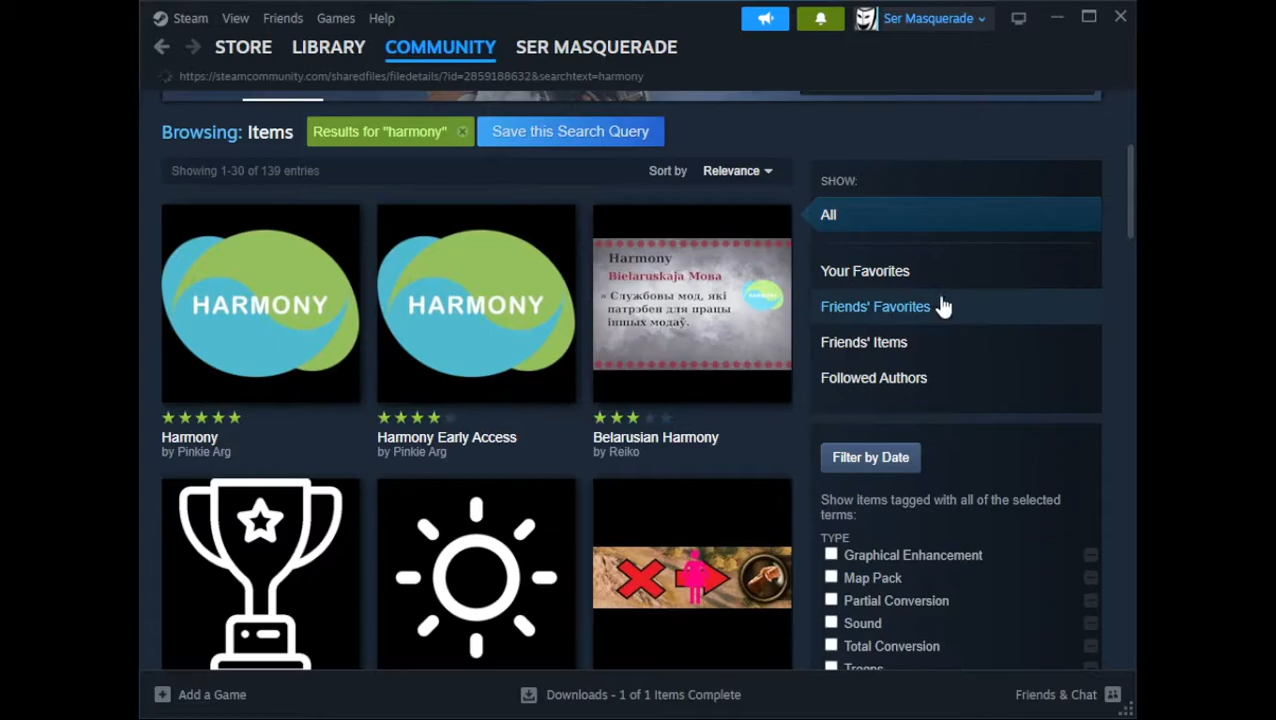 Steam View Friends Games Help
Ser Masquerade
STORE LIBRARY COMMUNITY SER MASQUERADE
https://steamcommunity.com/sharedfiles/filedetails/?id=2859188632&searchtext=harmony
Browsing: Items
Results for "harmony"
Save this Search Query
Showing 1-30 of 139 entries
Sort by Relevance
HARMONY
HARMONY
Harmony
Biełaruskaja Mova
Службовы мод, які
патрэбен для працы
іншых модаў.
HARMONY
Harmony
by Pinkie Arg
Harmony Early Access
by Pinkie Arg
Belarusian Harmony
by Reiko
SHOW:
All
Your Favorites
Friends' Favorites
Friends' Items
Followed Authors
Filter by Date
Show items tagged with all of the selected
terms:
TYPE
Graphical Enhancement
Map Pack
Partial Conversion
Sound
Total Conversion
Troops
Add a Game
Downloads - 1 of 1 Items Complete
Friends & Chat